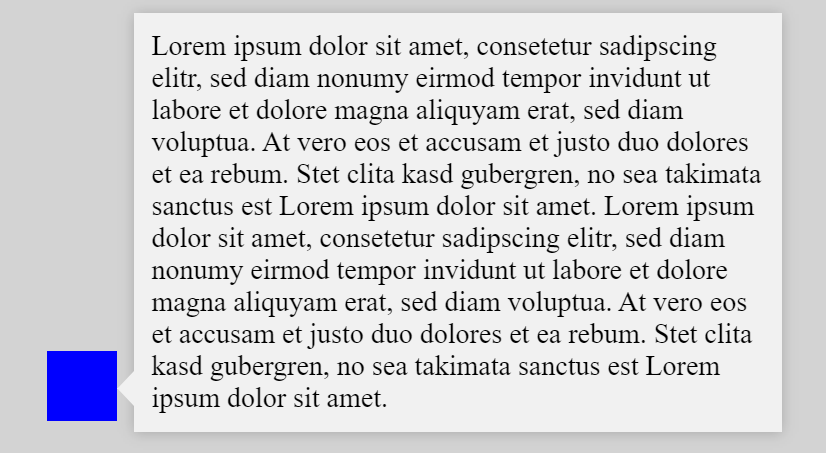 Lorem ipsum dolor sit amet, consetetur sadipscing
elitr, sed diam nonumy eirmod tempor invidunt ut
labore et dolore magna aliquyam erat, sed diam
voluptua. At vero eos et accusam et justo duo dolores
et ea rebum. Stet clita kasd gubergren, no sea takimata
sanctus est Lorem ipsum dolor sit amet. Lorem ipsum
dolor sit amet, consetetur sadipscing elitr, sed diam
nonumy eirmod tempor invidunt ut labore et dolore
magna aliquyam erat, sed diam voluptua. At vero eos
et accusam et justo duo dolores et ea rebum. Stet clita
kasd gubergren, no sea takimata sanctus est Lorem
ipsum dolor sit amet.